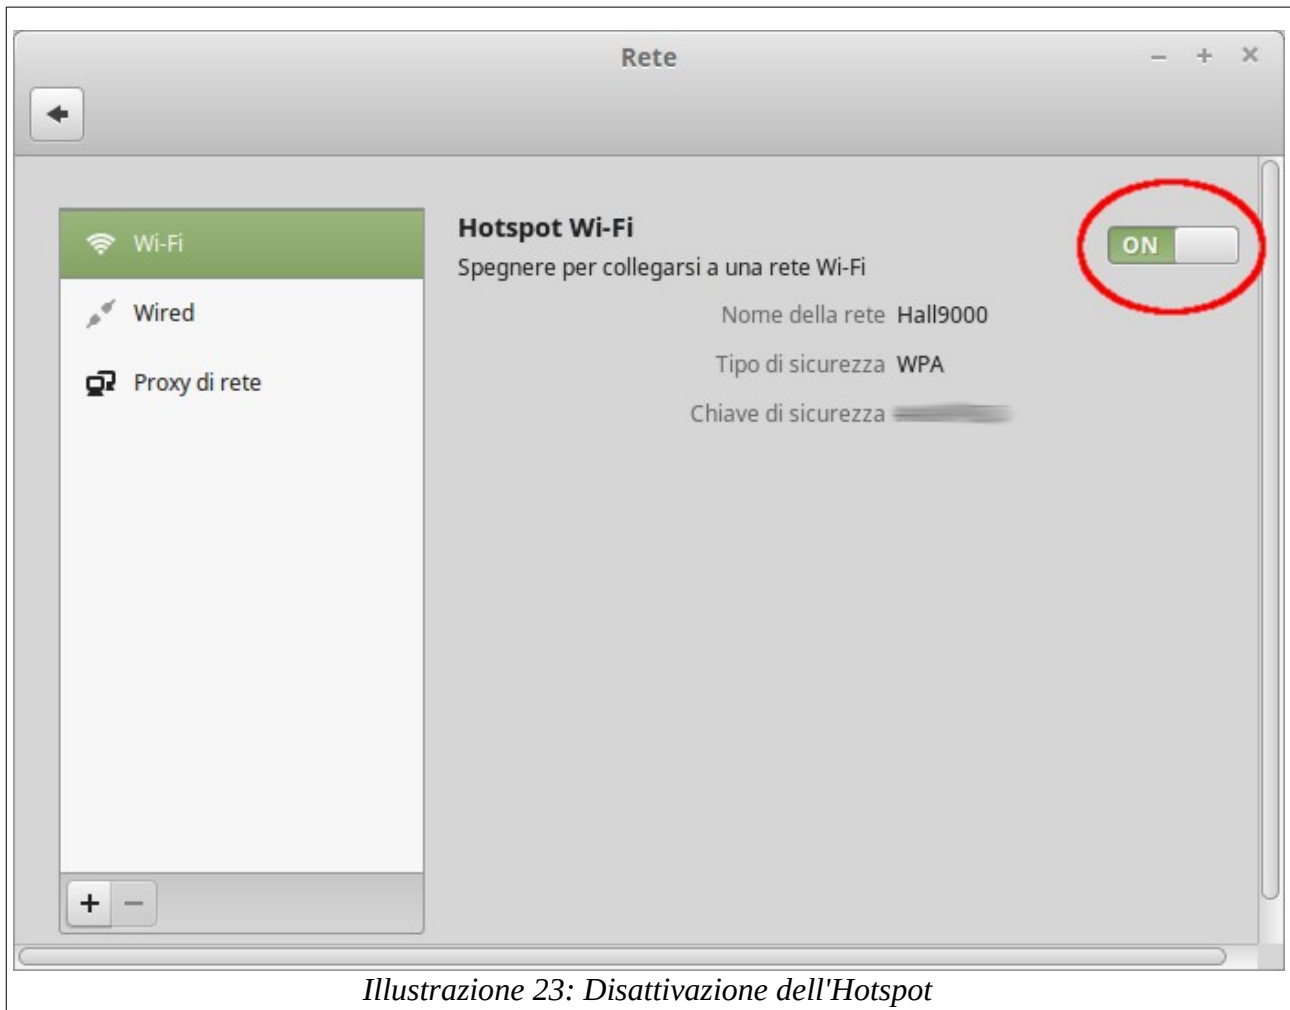 Rete
Wi-Fi
Wired
Proxy di rete
Hotspot Wi-Fi
Spegnere per collegarsi a una rete Wi-Fi
ON
Nome della rete Hall9000
Tipo di sicurezza WPA
Chiave di sicurezza
Illustrazione 23: Disattivazione dell'Hotspot